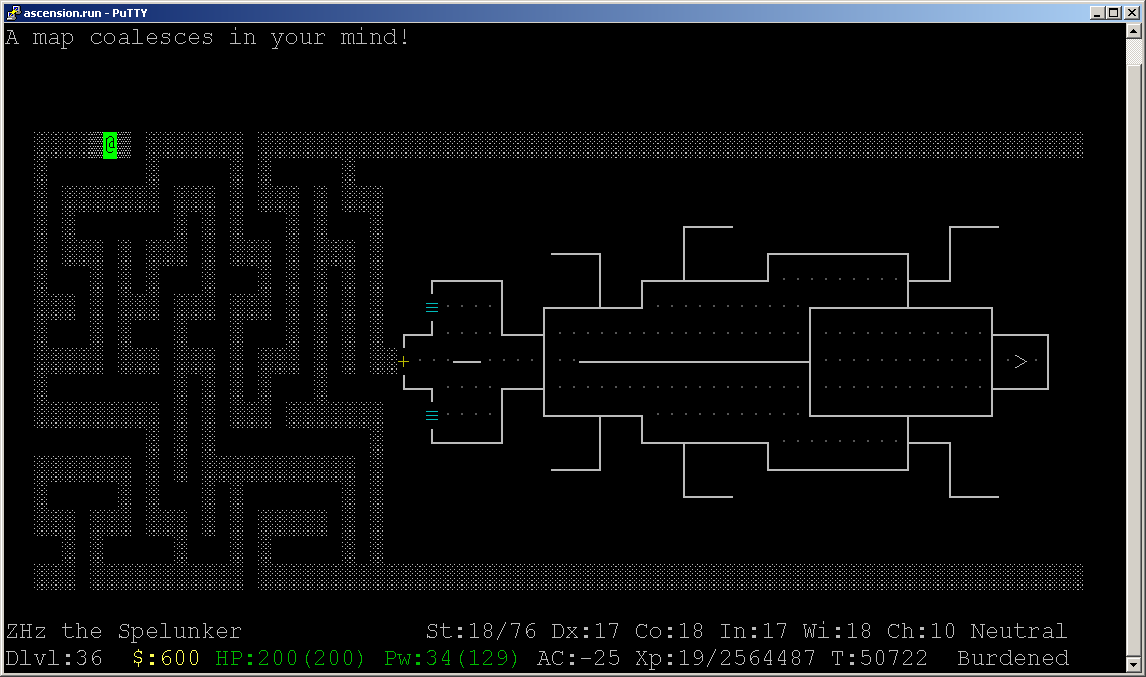 ascension.run - PuTTY
A map coalesces in your mind!
ZHz the Spelunker St:18/76 Dx:17 Co:18 In:17 Wi:18 Ch:10 Neutral
Dlvl:36 $:600 HP:200(200) Pw:34(129) AC:-25 Xp:19/2564487 T:50722 Burdened